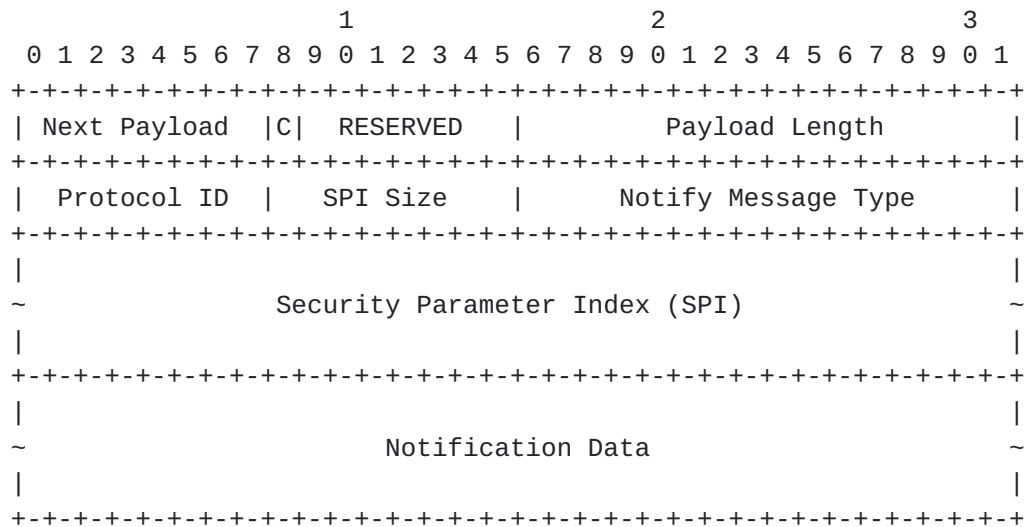 1                   2                   3
 0 1 2 3 4 5 6 7 8 9 0 1 2 3 4 5 6 7 8 9 0 1 2 3 4 5 6 7 8 9 0 1
+-+-+-+-+-+-+-+-+-+-+-+-+-+-+-+-+-+-+-+-+-+-+-+-+-+-+-+-+-+-+-+-+
| Next Payload  |C|  RESERVED   |         Payload Length        |
+-+-+-+-+-+-+-+-+-+-+-+-+-+-+-+-+-+-+-+-+-+-+-+-+-+-+-+-+-+-+-+-+
|  Protocol ID  |   SPI Size    |      Notify Message Type      |
+-+-+-+-+-+-+-+-+-+-+-+-+-+-+-+-+-+-+-+-+-+-+-+-+-+-+-+-+-+-+-+-+
|                                                               |
~                Security Parameter Index (SPI)                 ~
|                                                               |
+-+-+-+-+-+-+-+-+-+-+-+-+-+-+-+-+-+-+-+-+-+-+-+-+-+-+-+-+-+-+-+-+
|                                                               |
~                       Notification Data                       ~
|                                                               |
+-+-+-+-+-+-+-+-+-+-+-+-+-+-+-+-+-+-+-+-+-+-+-+-+-+-+-+-+-+-+-+-+